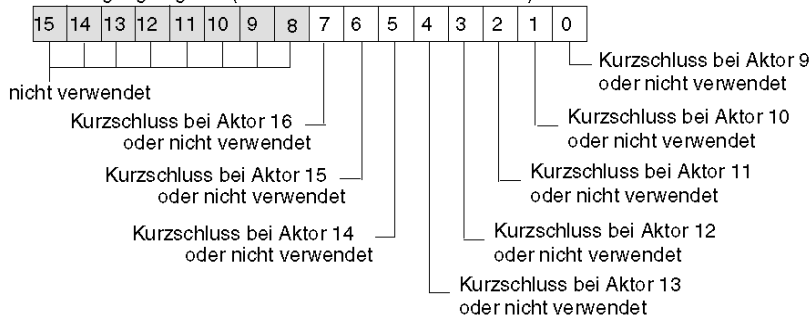 15 14 13 12 11 10 9 8 7 6 5 4 3 2 1 0
Kurzschluss bei Aktor 9
oder nicht verwendet
nicht verwendet
Kurzschluss bei Aktor 16
oder nicht verwendet
Kurzschluss bei Aktor 10
oder nicht verwendet
Kurzschluss bei Aktor 15
oder nicht verwendet
Kurzschluss bei Aktor 11
oder nicht verwendet
Kurzschluss bei Aktor 14
oder nicht verwendet
Kurzschluss bei Aktor 12
oder nicht verwendet
Kurzschluss bei Aktor 13
oder nicht verwendet